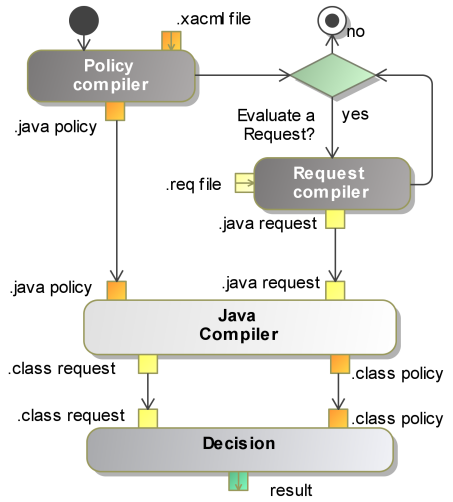 .xacml file
no
Policy
compiler
Evaluate a
Request?
yes
.java policy
.req file
Request
compiler
.java request
.java policy
.java request
Java
Compiler
.class request
.class policy
.class request
.class policy
Decision
result